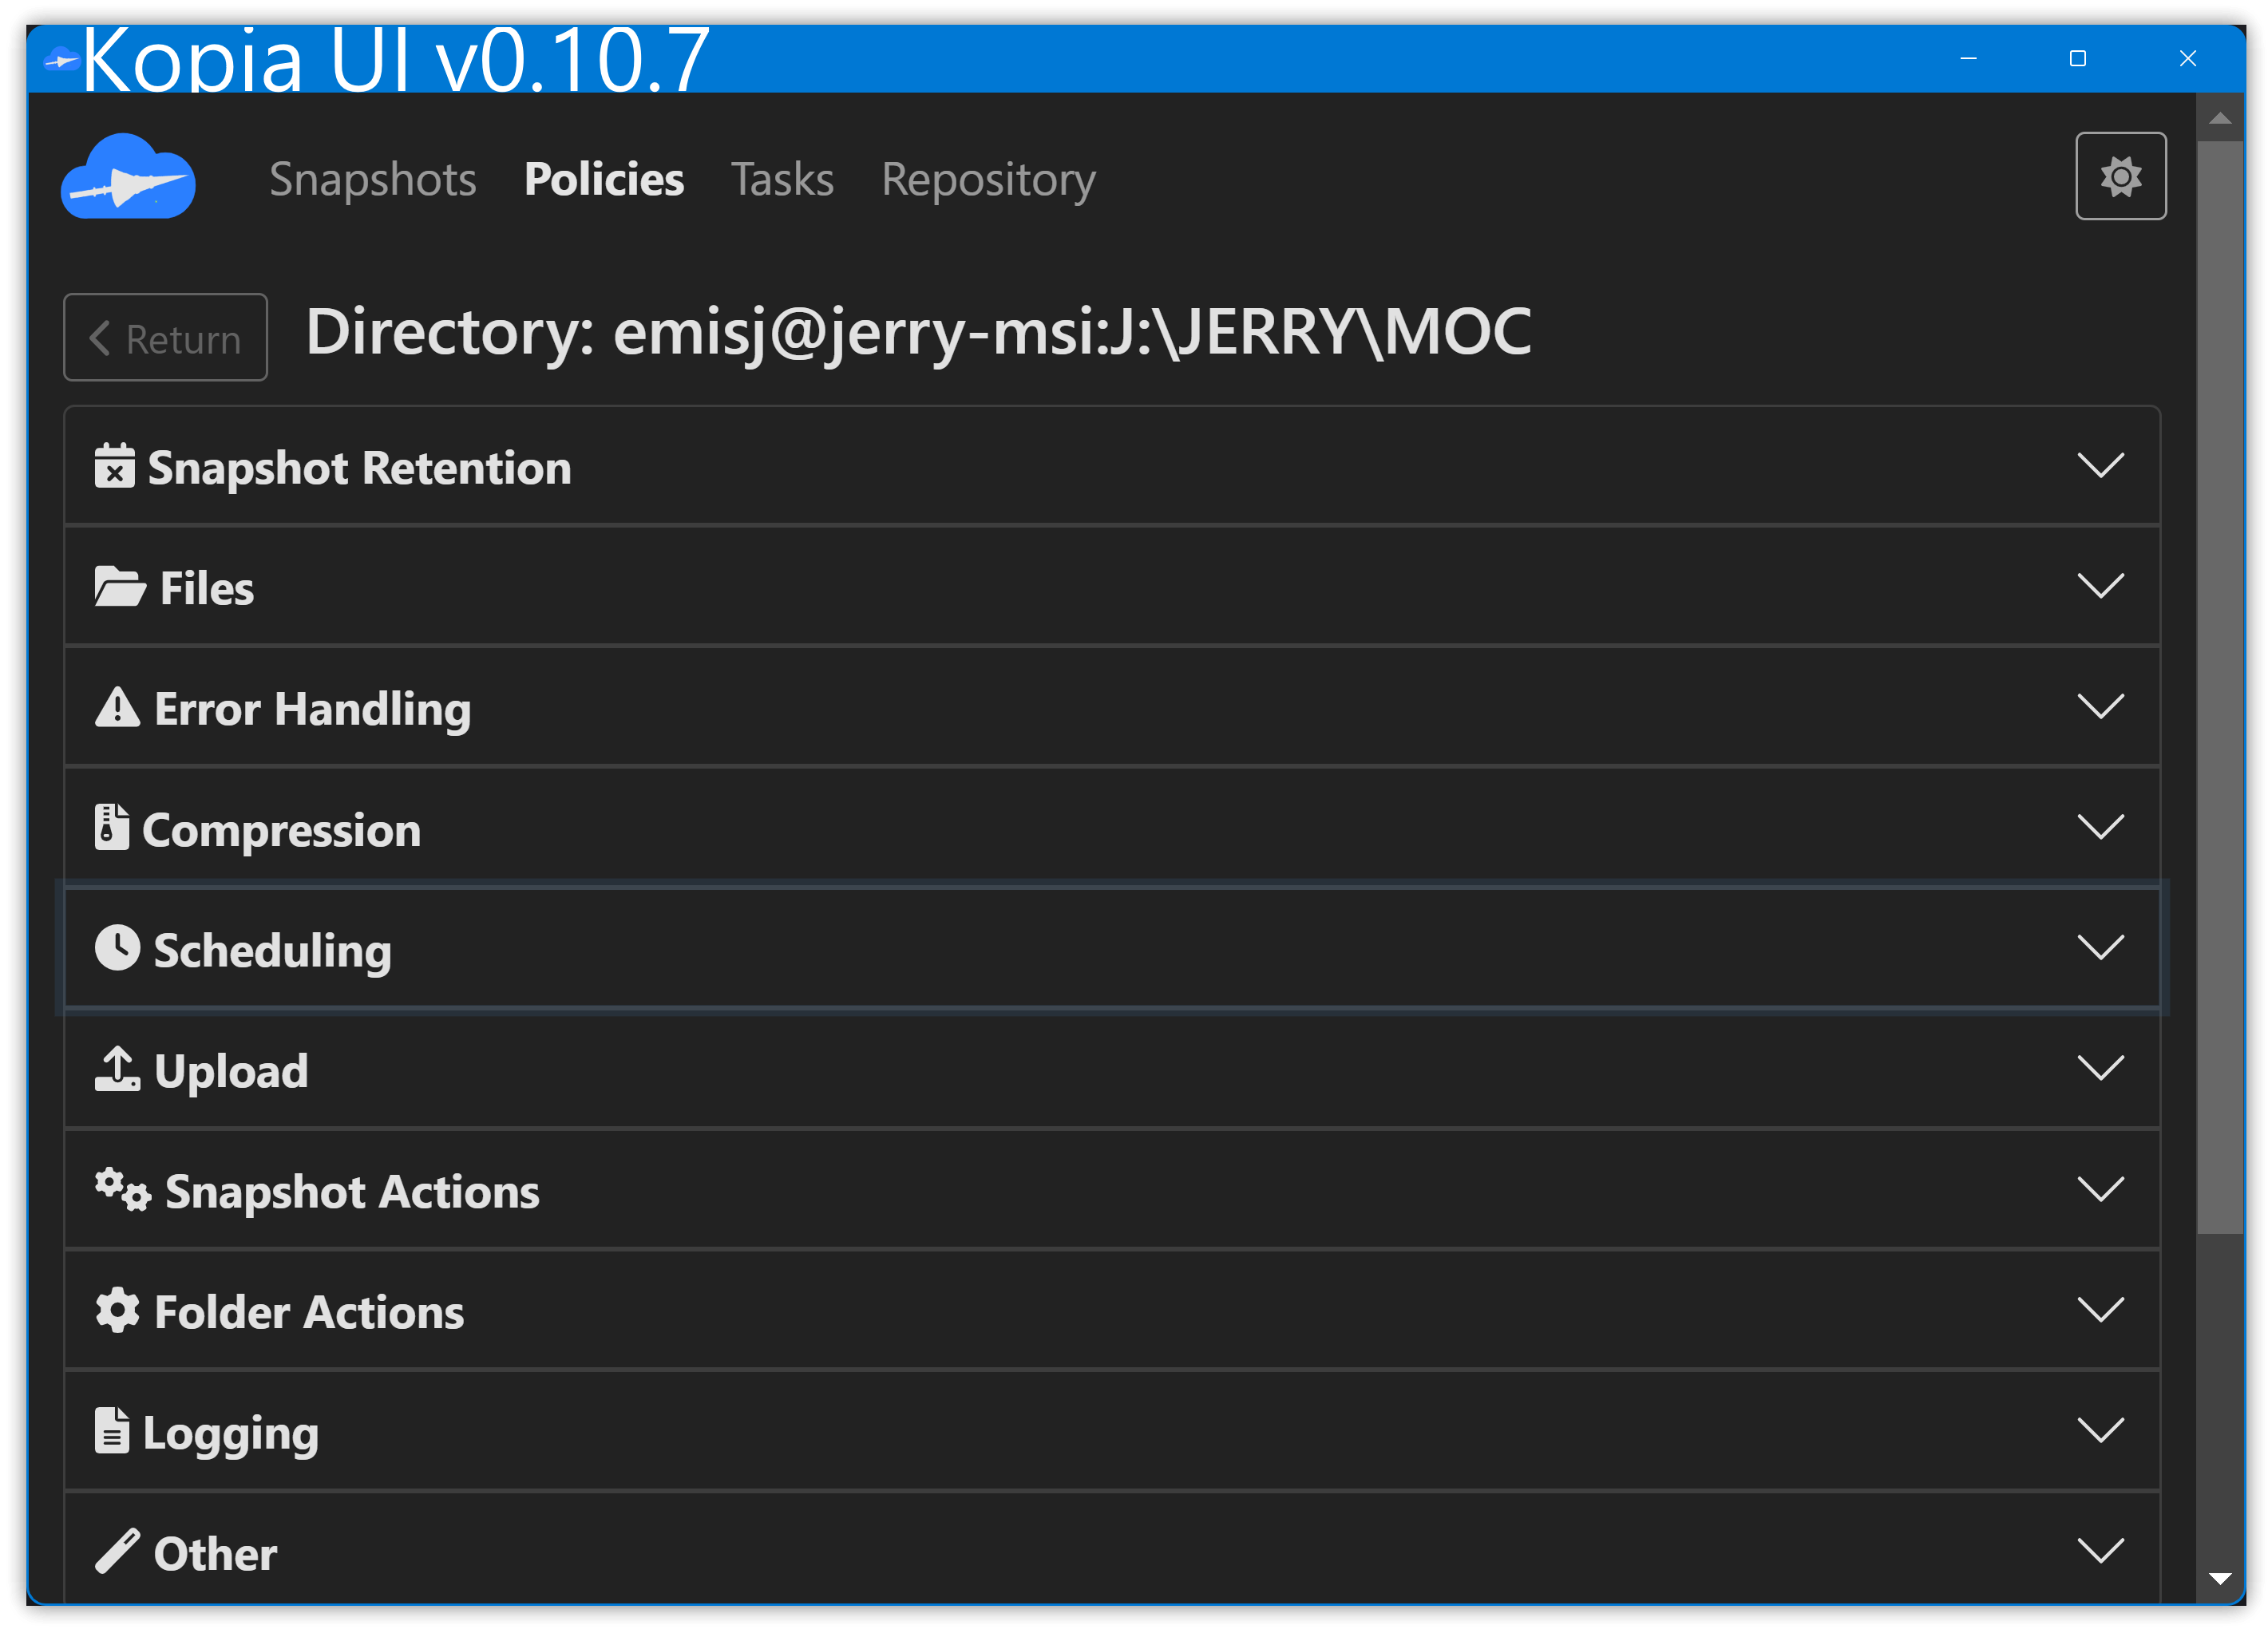 Kopia UI v0.10.7
Snapshots Policies Tasks Repository
Return Directory: emisj@jerry-msi:J:\JERRY\MOC
Snapshot Retention
Files
Error Handling
Compression
Scheduling
Upload
Snapshot Actions
Folder Actions
Logging
Other